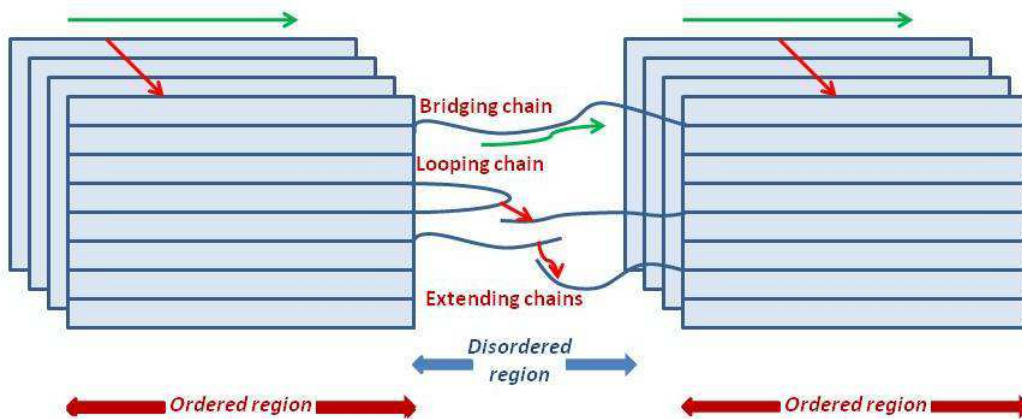 Bridging chain
Looping chain
Extending chains
Disordered
region
Ordered region
Ordered region